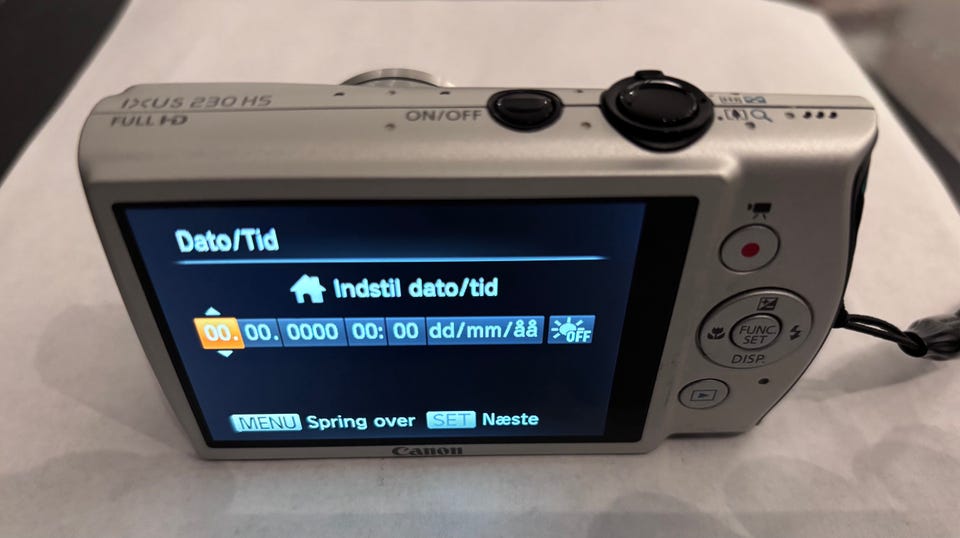 IXUS 230 HS
FULL HD
ON/OFF
Dato/Tid
Indstil dato/tid
00. 00. 0000 00: 00 dd/mm/åå OFF
MENU Spring over SET Næste
FUNC.
SET
DISP.
Canon